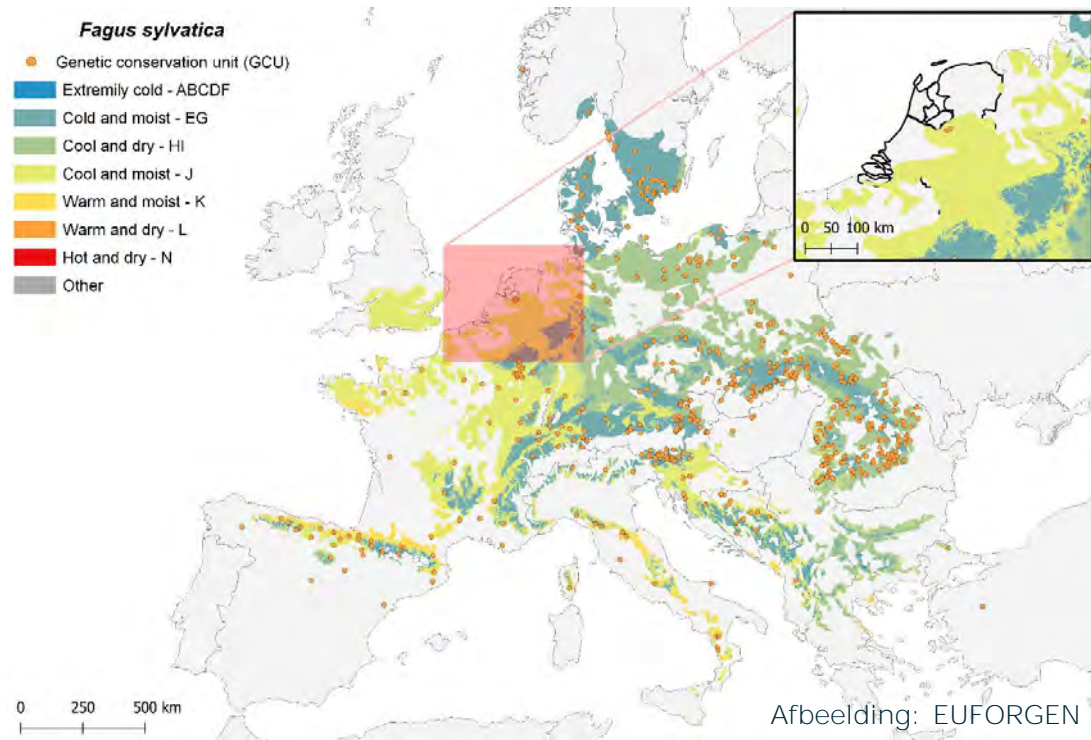 Fagus sylvatica
Genetic conservation unit (GCU)
Extremily cold - ABCDF
Cold and moist - EG
Cool and dry - HI
Cool and moist - J
Warm and moist - K
Warm and dry - L
Hot and dry - N
Other
0 50 100 km
0 250 500 km
Afbeelding: EUFORGEN